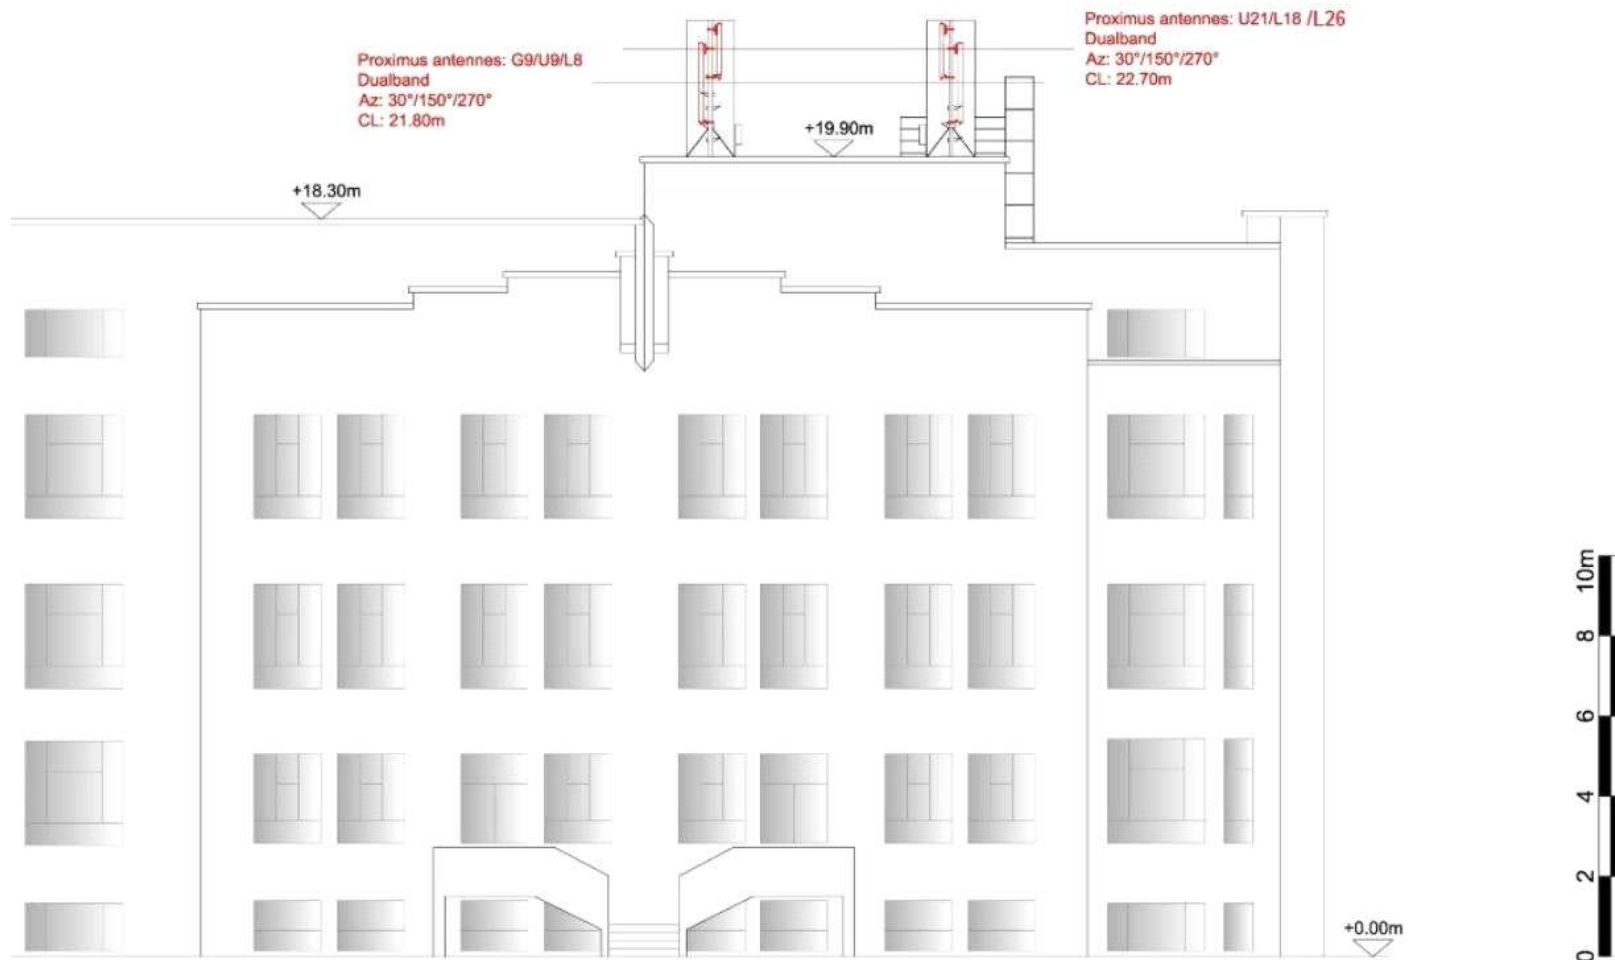 Proximus antennes: U21/L18 /L26
Dualband
Az: 30°/150°/270°
CL: 22.70m
Proximus antennes: G9/U9/L8
Dualband
Az: 30°/150°/270°
CL: 21.80m
+19.90m
+18.30m
10m
8
6
4
2
0
+0.00m